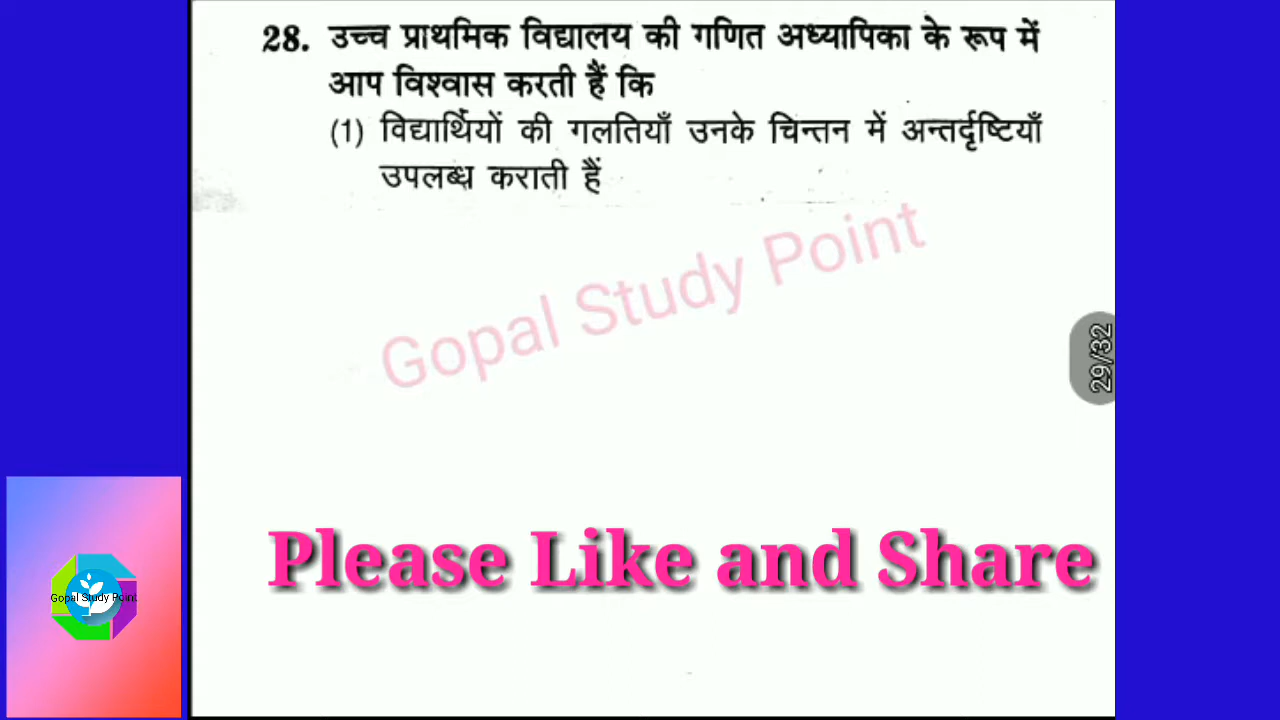 28. उच्च प्राथमिक विद्यालय की गणित अध्यापिका के रूप में
आप विश्वास करती हैं कि
(1) विद्यार्थियों की गलतियाँ उनके चिन्तन में अन्तर्दृष्टियाँ
उपलब्ध कराती हैं
Gopal Study Point
29/32
Please Like and Share
Gopal Study Point